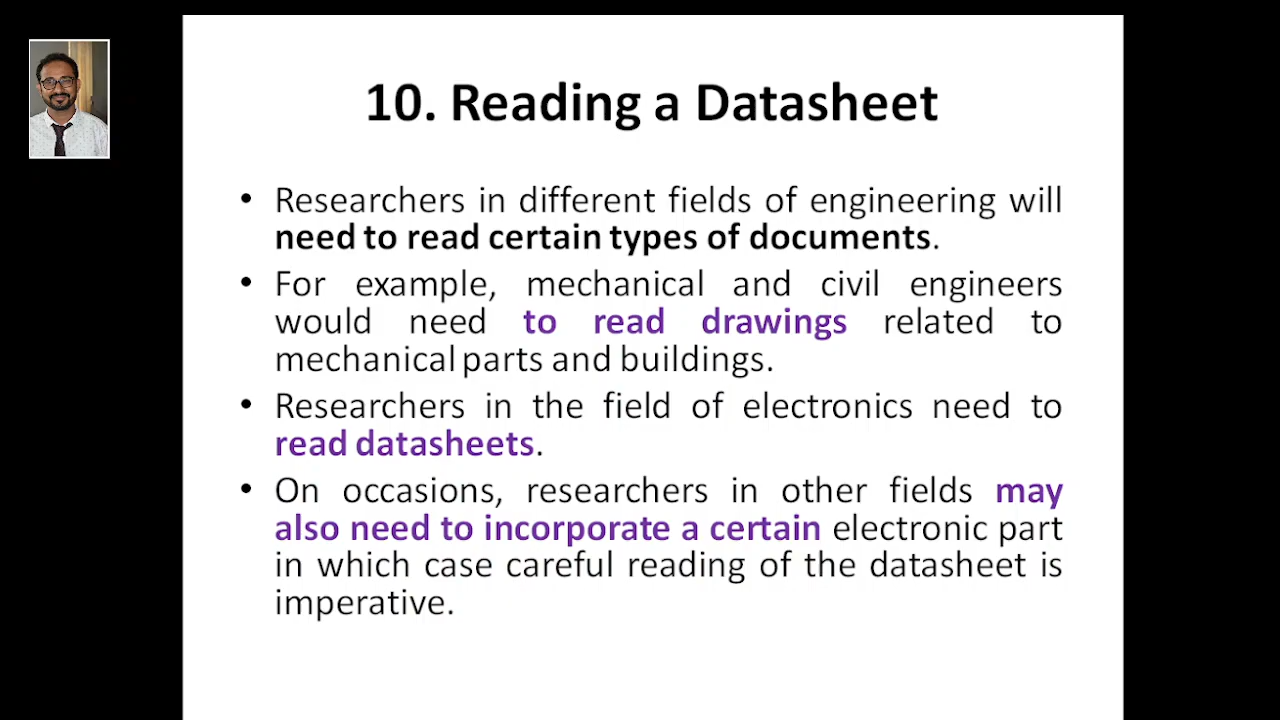 10. Reading a Datasheet
• Researchers in different fields of engineering will
need to read certain types of documents.
• For example, mechanical and civil engineers
would need to read drawings related to
mechanical parts and buildings.
• Researchers in the field of electronics need to
read datasheets.
• On occasions, researchers in other fields may
also need to incorporate a certain electronic part
in which case careful reading of the datasheet is
imperative.